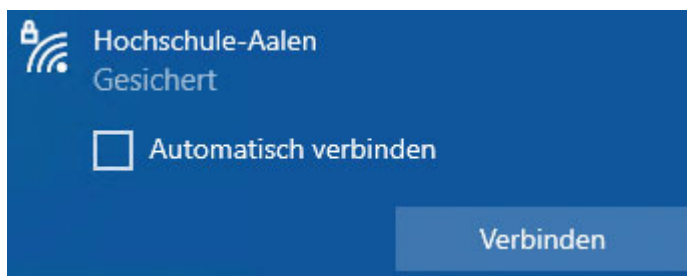 Hochschule-Aalen
Gesichert
Automatisch verbinden
Verbinden